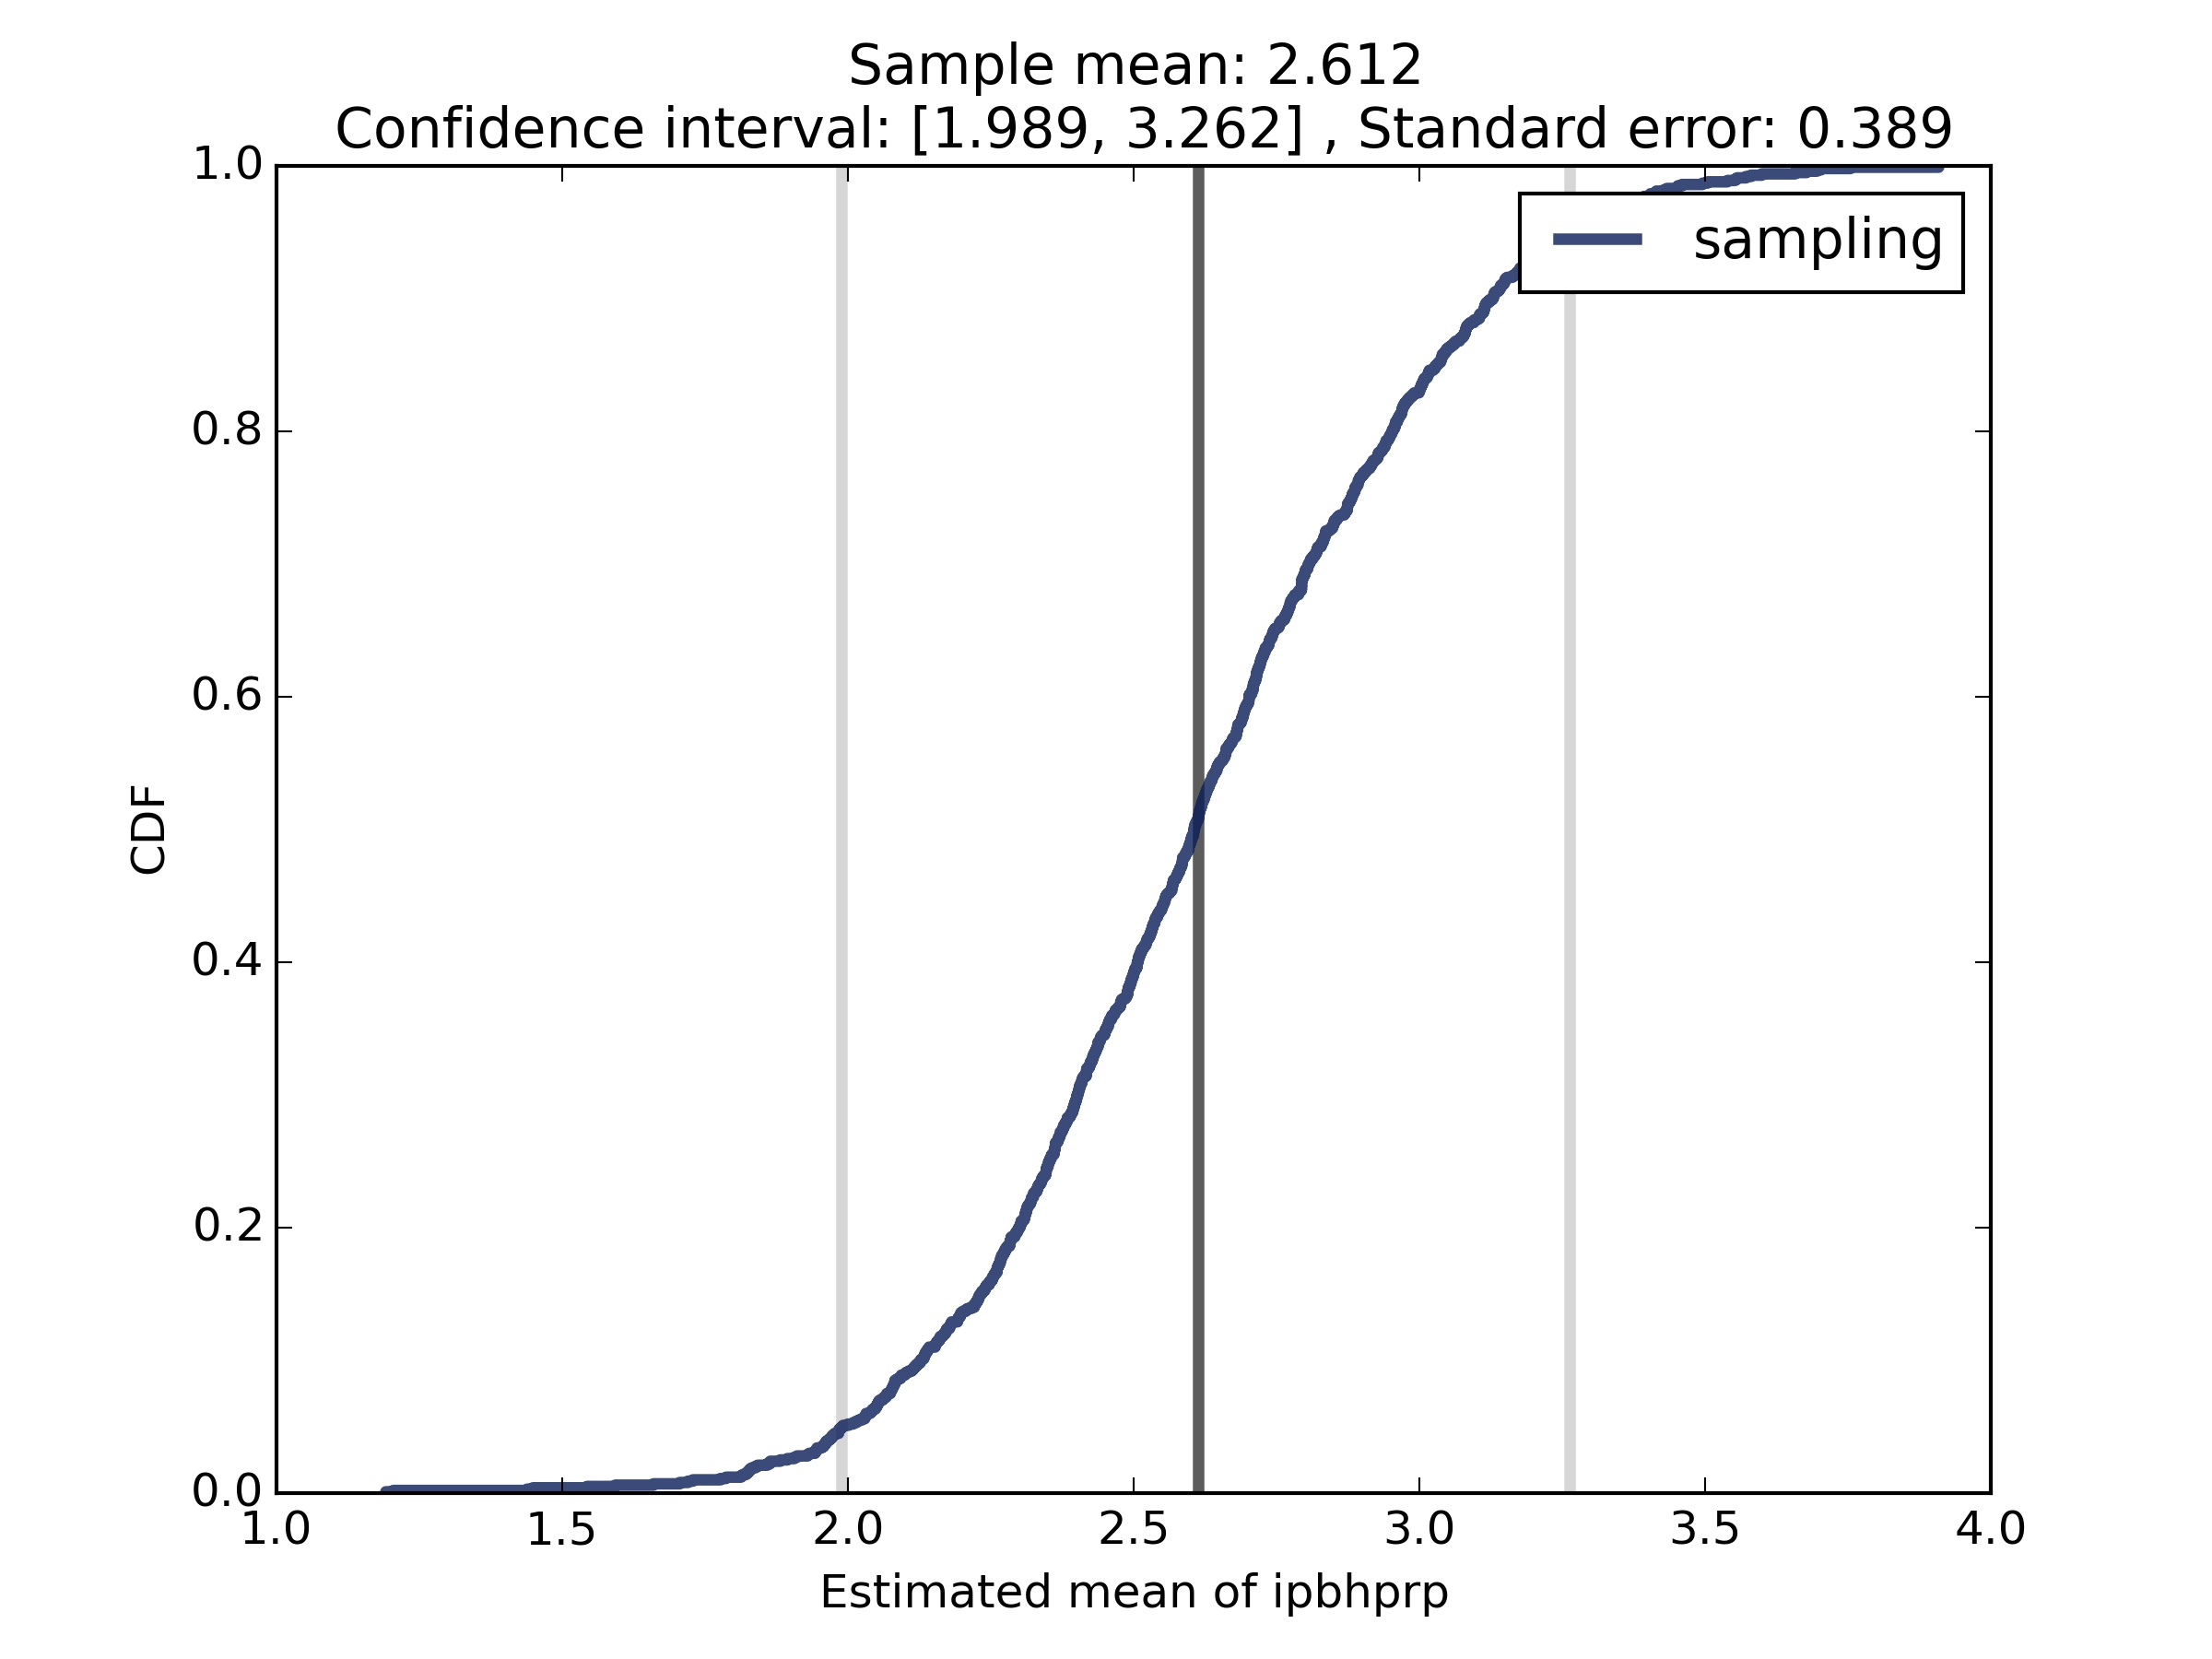 Sample mean: 2.612
Confidence interval: [1.989, 3.262] , Standard error: 0.389
sampling
1.0
0.8
0.6
0.4
0.2
0.0
CDF
1.0 1.5 2.0 2.5 3.0 3.5 4.0
Estimated mean of ipbhprp